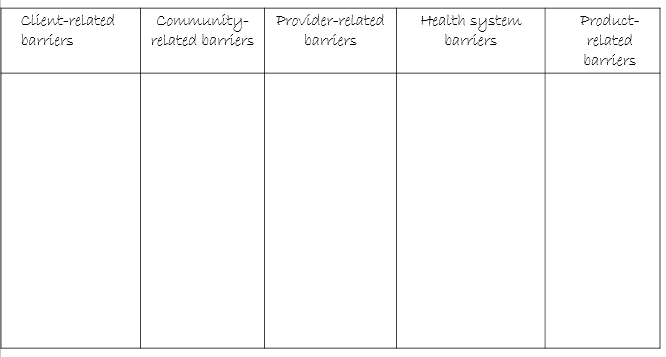 Client-related
barriers
Community-
related barriers
Provider-related
barriers
Health system
barriers
Product-
related
barriers